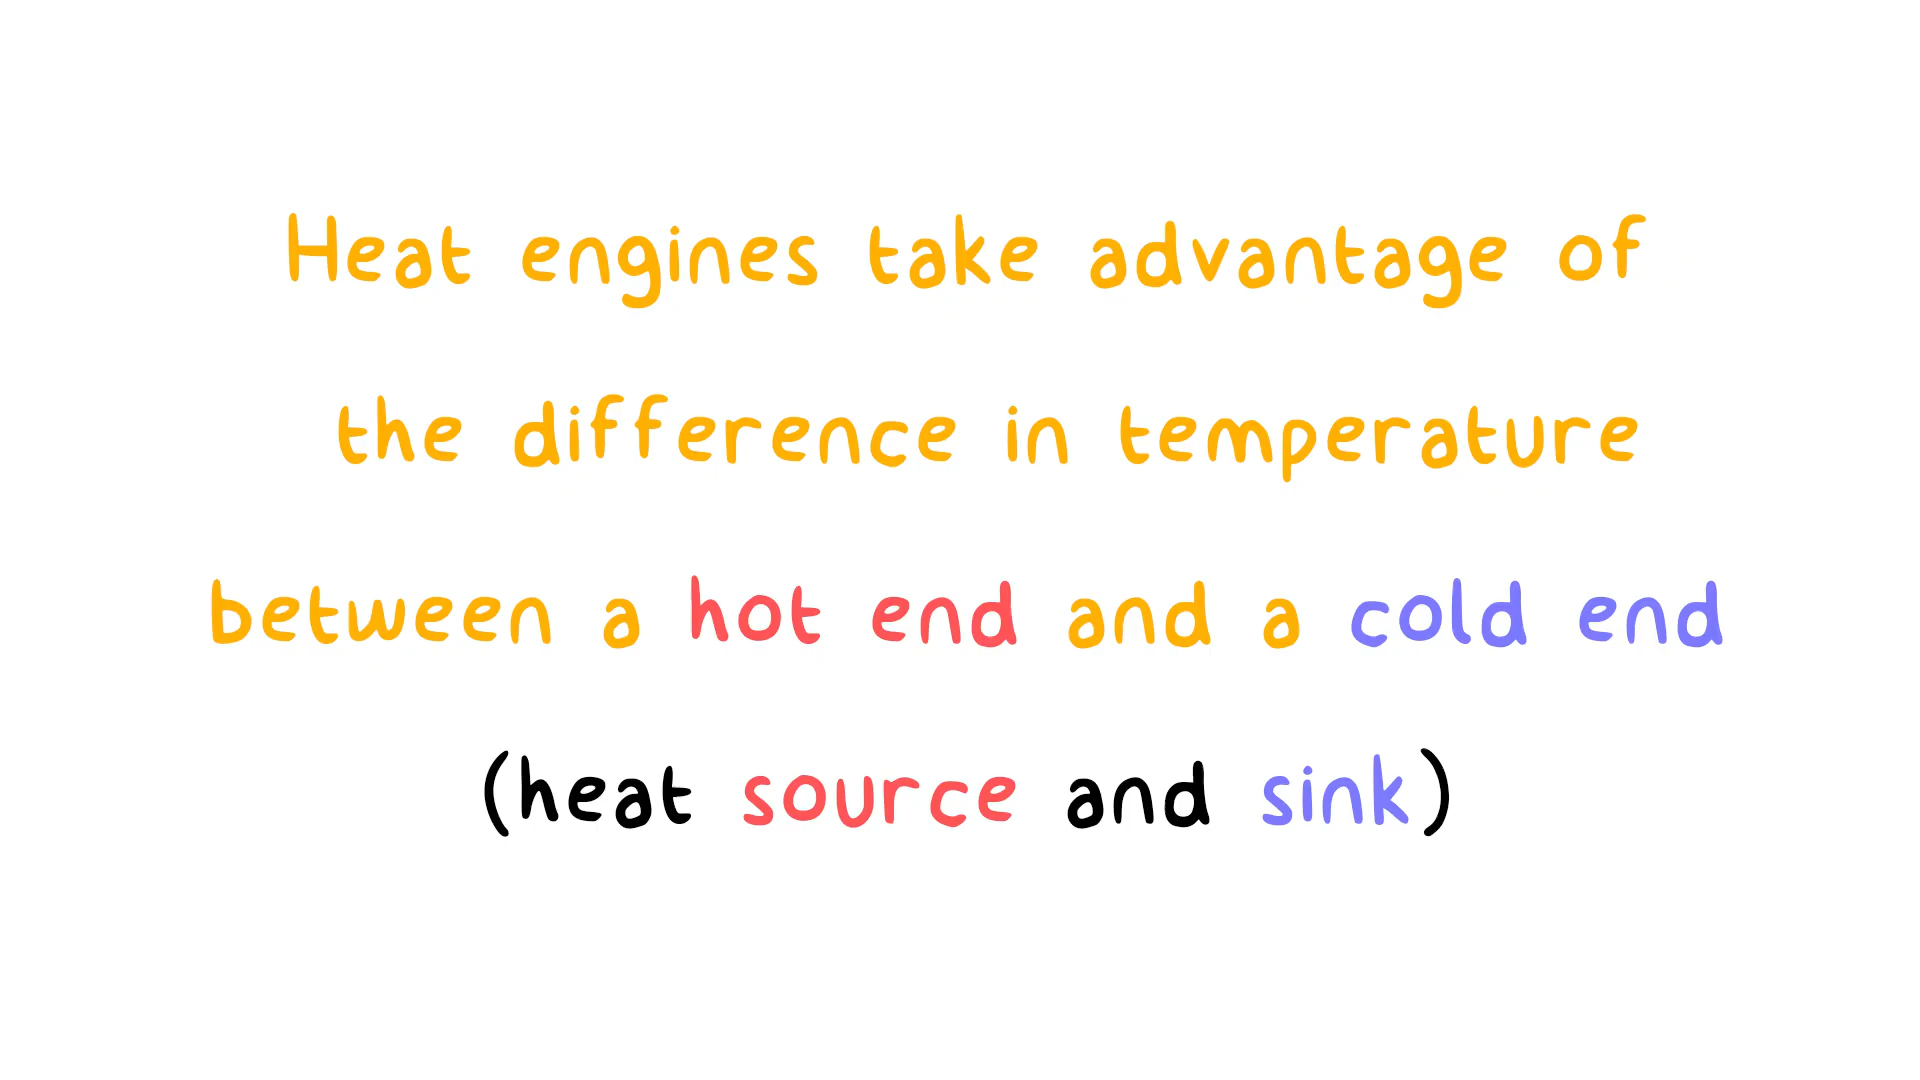 Heat engines take advantage of
the difference in temperature
between a hot end and a cold end
(heat source and sink)